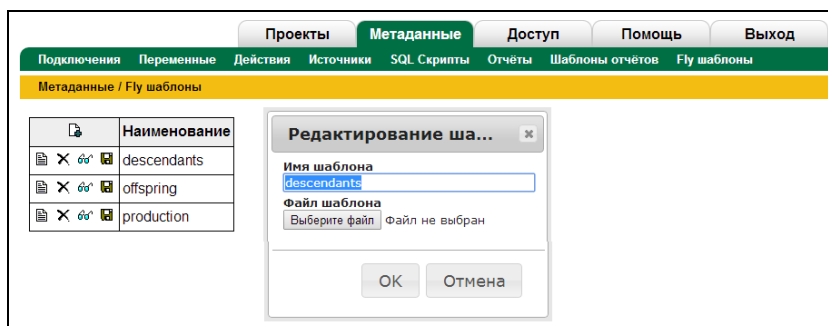 Проекты Метаданные Доступ Помощь Выход
Подключения Переменные Действия Источники SQL Скрипты Отчёты Шаблоны отчётов Fly шаблоны
Метаданные / Fly шаблоны
Наименование
descendants
offspring
production
Редактирование ша...
Имя шаблона
descendants
Файл шаблона
Выберите файл Файл не выбран
OK Отмена